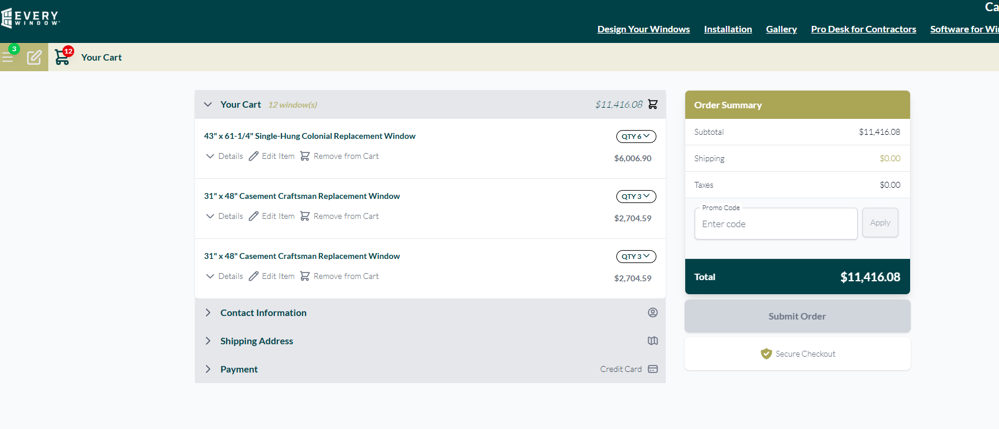 EVERY
WINDOW
Design Your Windows Installation Gallery Pro Desk for Contractors Software for
3
12
Your Cart
Your Cart 12 window(s) $11,416.08
43" x 61-1/4" Single-Hung Colonial Replacement Window QTY 6
Details Edit Item Remove from Cart $6,006.90
31" x 48" Casement Craftsman Replacement Window QTY 3
Details Edit Item Remove from Cart $2,704.59
31" x 48" Casement Craftsman Replacement Window QTY 3
Details Edit Item Remove from Cart $2,704.59
Contact Information
Shipping Address
Payment Credit Card
Order Summary
Subtotal $11,416.08
Shipping $0.00
Taxes $0.00
Promo Code
Enter code Apply
Total $11,416.08
Submit Order
Secure Checkout